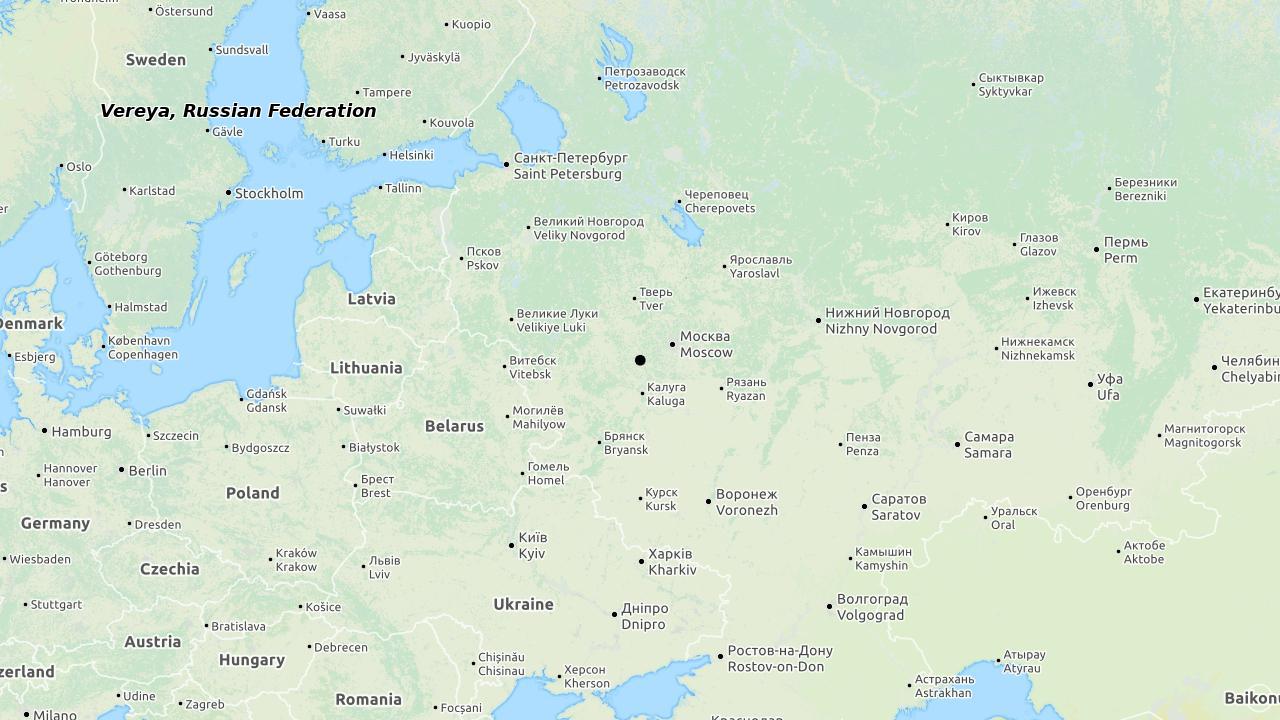 Östersund
Vaasa
Kuopio
Sundsvall
Sweden
Jyväskylä
Петрозаводск
Petrozavodsk
Сыктывкар
Syktyvkar
Tampere
Vereya, Russian Federation
Kouvola
Gävle
Turku
Helsinki
Санкт-Петербург
Saint Petersburg
Oslo
Karlstad
Stockholm
Tallinn
Череповец
Cherepovets
Березники
Berezniki
Великий Новгород
Veliky Novgorod
Киров
Kirov
Глазов
Glazov
Пермь
Perm
Göteborg
Gothenburg
Псков
Pskov
Ярославль
Yaroslavl
Halmstad
Latvia
Тверь
Tver
Ижевск
Izhevsk
Екатеринбу
Yekaterinbu
Denmark
Великие Луки
Velikiye Luki
Нижний Новгород
Nizhny Novgorod
København
Copenhagen
Esbjerg
Москва
Moscow
Нижнекамск
Nizhnekamsk
Lithuania
Витебск
Vitebsk
Челябин
Chelyabin
Калуга
Kaluga
Рязань
Ryazan
Уфа
Ufa
Gdańsk
Gdansk
Suwałki
Могилёв
Mahilyow
Belarus
Hamburg
Szczecin
Bydgoszcz
Białystok
Брянск
Bryansk
Пенза
Penza
Самара
Samara
Магнитогорск
Magnitogorsk
Hannover
Hanover
Berlin
Гомель
Homel
Брест
Brest
Poland
Курск
Kursk
Воронеж
Voronezh
Саратов
Saratov
Оренбург
Orenburg
Уральск
Oral
Germany
Dresden
Київ
Kyiv
Харків
Kharkiv
Камышин
Kamyshin
Актобе
Aktobe
Wiesbaden
Kraków
Krakow
Львів
Lviv
Czechia
Stuttgart
Košice
Ukraine
Дніпро
Dnipro
Волгоград
Volgograd
Bratislava
Austria
Debrecen
Hungary
Chișinău
Chisinau
Ростов-на-Дону
Rostov-on-Don
Атырау
Atyrau
zerland
Херсон
Kherson
Астрахань
Astrakhan
Udine
Zagreb
Romania
Focșani
Milano
Baikon